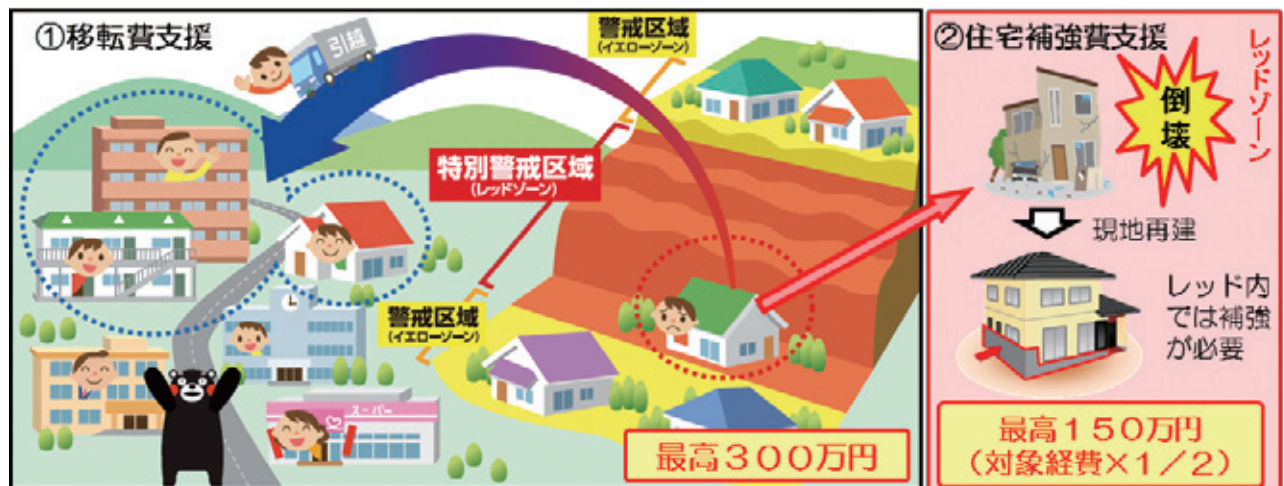 ①移転費支援
引越
警戒区域
(イエローゾーン)
特別警戒区域
(レッドゾーン)
警戒区域
(イエローゾーン)
スーパー
最高300万円
②住宅補強費支援
レッドゾーン
倒壊
現地再建
レッド内
では補強
が必要
最高150万円
(対象経費×1/2)